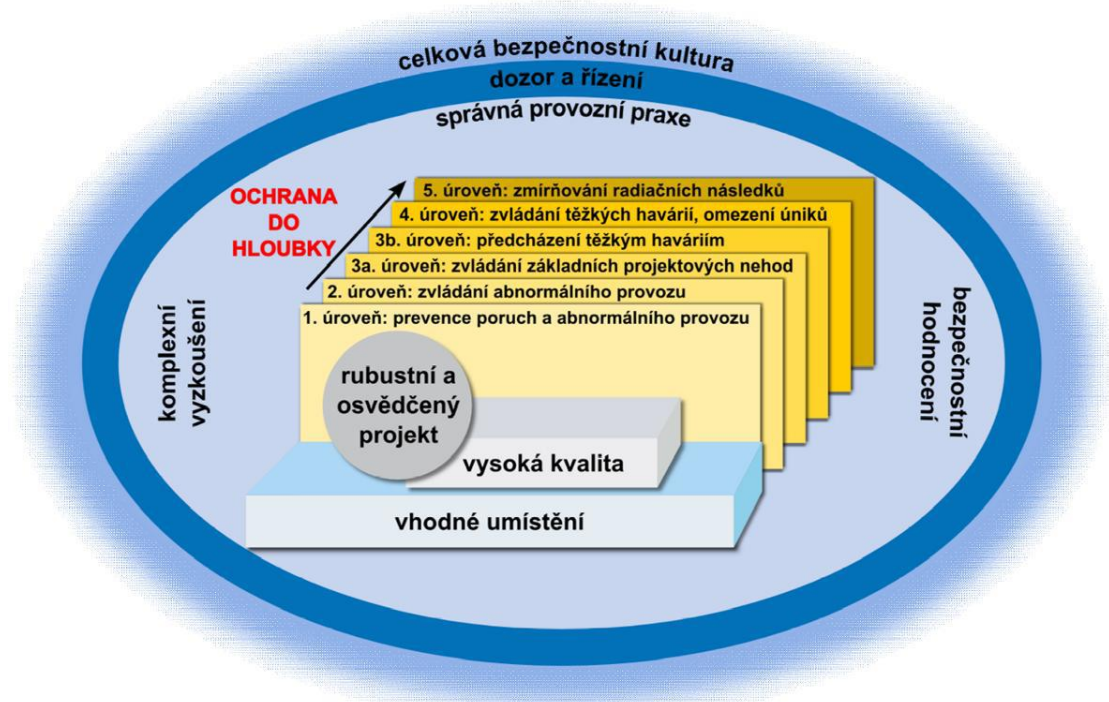 celková bezpečnostní kultura
dozor a řízení
správná provozní praxe
OCHRANA
DO
HLOUBKY
5. úroveň: zmírňování radiačních následků
4. úroveň: zvládání těžkých havárií, omezení úniků
3b. úroveň: předcházení těžkým haváriím
3a. úroveň: zvládání základních projektových nehod
2. úroveň: zvládání abnormálního provozu
1. úroveň: prevence poruch a abnormálního provozu
komplexní
vyzkoušení
rubustní a
osvědčený
projekt
vysoká kvalita
vhodné umístění
bezpečnostní
hodnocení